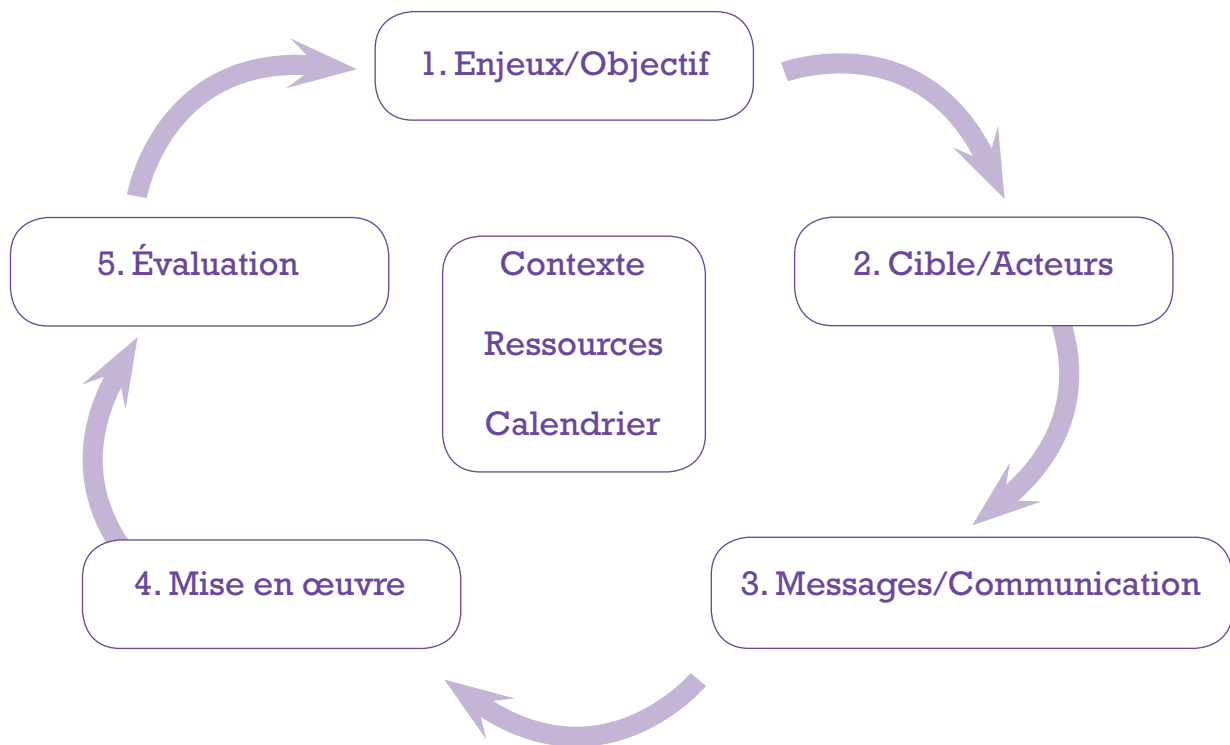 1. Enjeux/Objectif
2. Cible/Acteurs
3. Messages/Communication
4. Mise en œuvre
5. Évaluation
Contexte
Ressources
Calendrier